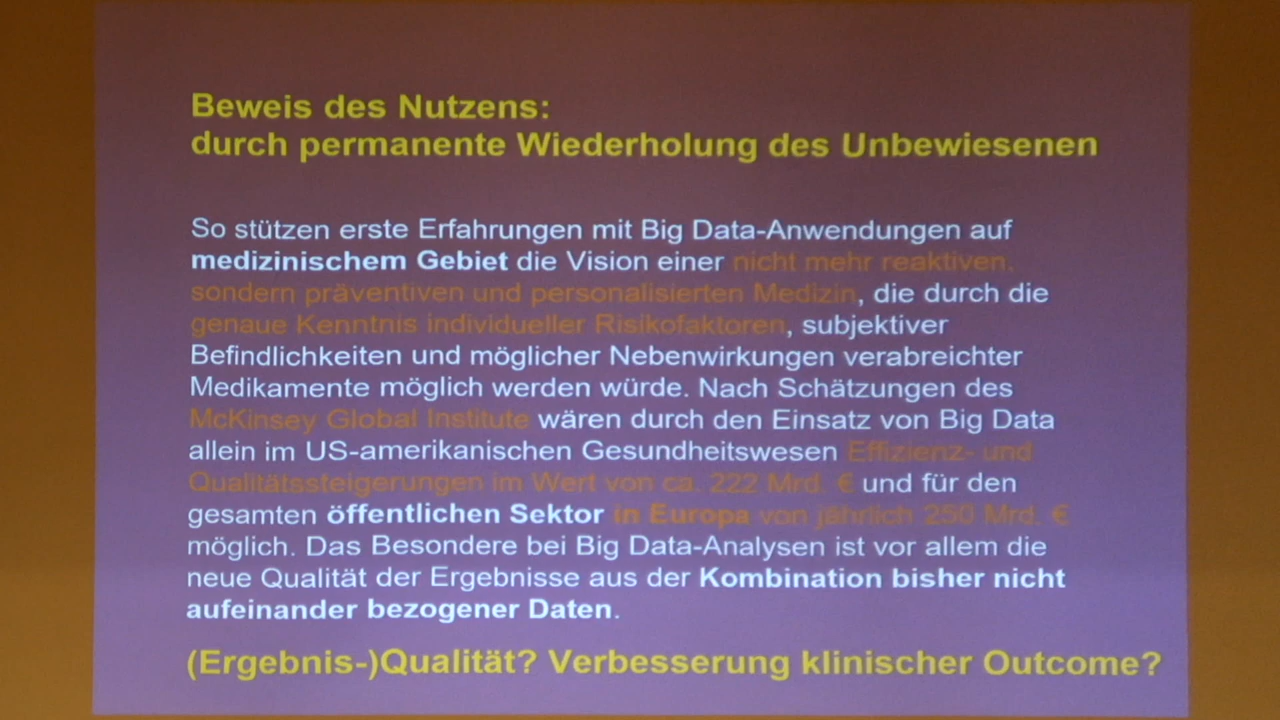 Beweis des Nutzens:
durch permanente Wiederholung des Unbewiesenen
So stützen erste Erfahrungen mit Big Data-Anwendungen auf
medizinischem Gebiet die Vision einer nicht mehr reaktiven,
sondern präventiven und personalisierten Medizin, die durch die
genaue Kenntnis individueller Risikofaktoren, subjektiver
Befindlichkeiten und möglicher Nebenwirkungen verabreichter
Medikamente möglich werden würde. Nach Schätzungen des
McKinsey Global Institute wären durch den Einsatz von Big Data
allein im US-amerikanischen Gesundheitswesen Effizienz- und
Qualitätssteigerungen im Wert von ca. 222 Mrd. € und für den
gesamten öffentlichen Sektor in Europa von jährlich 250 Mrd. €
möglich. Das Besondere bei Big Data-Analysen ist vor allem die
neue Qualität der Ergebnisse aus der Kombination bisher nicht
aufeinander bezogener Daten.
(Ergebnis-)Qualität? Verbesserung klinischer Outcome?